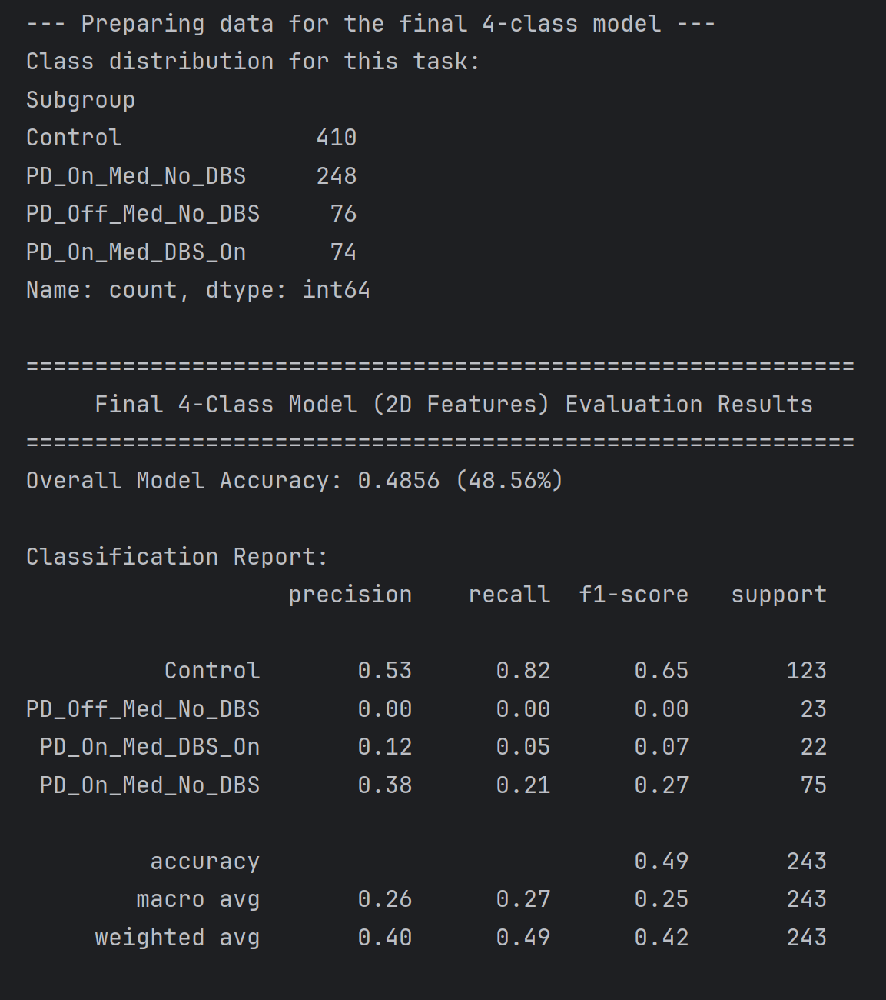 --- Preparing data for the final 4-class model ---
Class distribution for this task:
Subgroup
Control              410
PD_On_Med_No_DBS     248
PD_Off_Med_No_DBS     76
PD_On_Med_DBS_On      74
Name: count, dtype: int64
============================================================
     Final 4-Class Model (2D Features) Evaluation Results
============================================================
Overall Model Accuracy: 0.4856 (48.56%)
Classification Report:
                   precision    recall  f1-score   support
          Control       0.53      0.82      0.65       123
PD_Off_Med_No_DBS       0.00      0.00      0.00        23
 PD_On_Med_DBS_On       0.12      0.05      0.07        22
 PD_On_Med_No_DBS       0.38      0.21      0.27        75
         accuracy                           0.49       243
        macro avg       0.26      0.27      0.25       243
     weighted avg       0.40      0.49      0.42       243